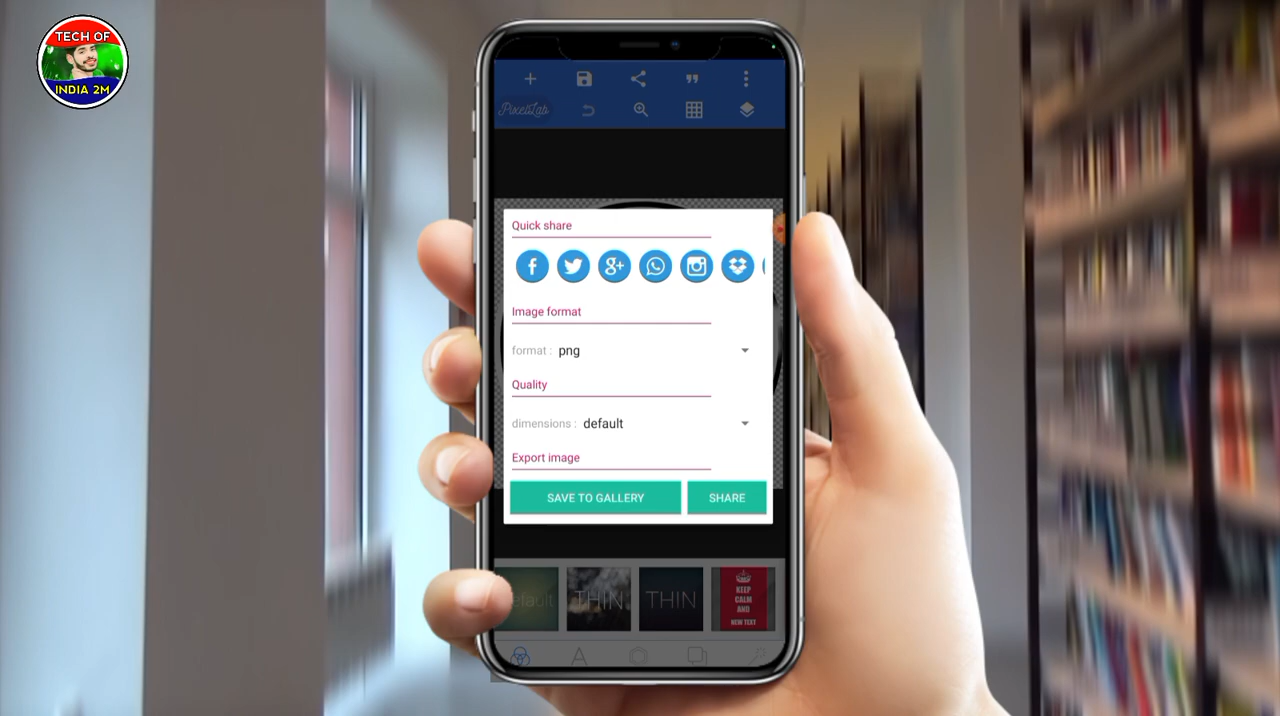 TECH OF
INDIA 2M
PixelLab
Quick share
f
g+
Image format
format : png
Quality
dimensions : default
Export image
SAVE TO GALLERY
SHARE
efault
THIN
THIN
KEEP
CALM
AND
NEW TEXT
A